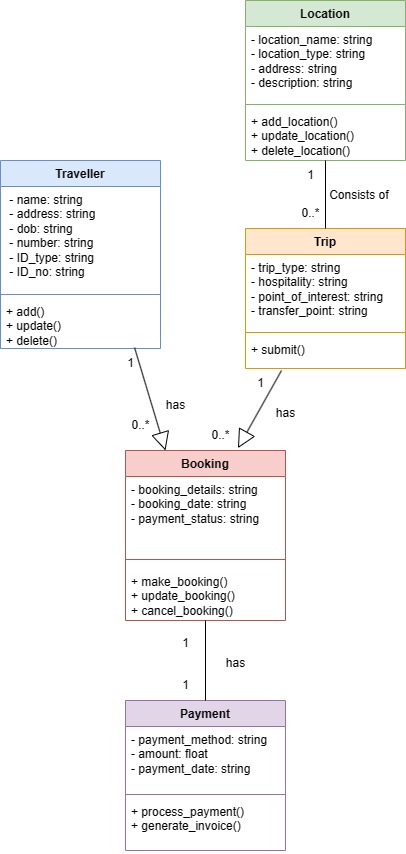 Location
- location_name: string
- location_type: string
- address: string
- description: string
+ add_location()
+ update_location()
+ delete_location()
1
Consists of
0..*
Traveller
- name: string
- address: string
- dob: string
- number: string
- ID_type: string
- ID_no: string
+ add()
+ update()
+ delete()
Trip
- trip_type: string
- hospitality: string
- point_of_interest: string
- transfer_point: string
+ submit()
1
has
0..*
1
has
0..*
Booking
- booking_details: string
- booking_date: string
- payment_status: string
+ make_booking()
+ update_booking()
+ cancel_booking()
1
has
1
Payment
- payment_method: string
- amount: float
- payment_date: string
+ process_payment()
+ generate_invoice()